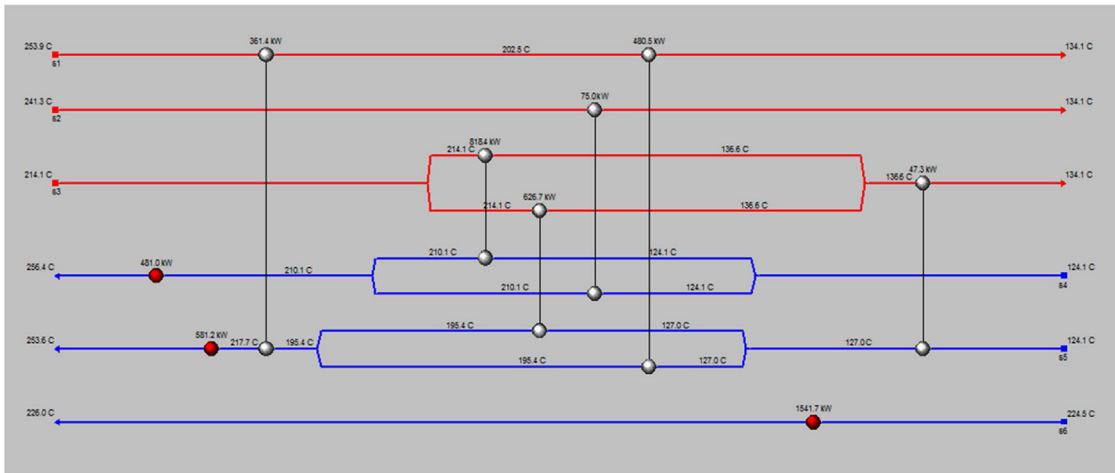 361.4 kW
480.5 kW
253.9 C
202.5 C
134.1 C
s1
75.0kW
241.3 C
134.1 C
s2
818.4 kW
214.1 C
136.6 C
47.3 kW
214.1 C
136.6 C
134.1 C
s3
626.7 kW
214.1 C
136.6 C
210.1 C
124.1 C
481.0 kW
256.4 C
210.1 C
124.1 C
s4
210.1 C
124.1 C
195.4 C
127.0 C
581.2 kW
253.6 C
217.7 C
195.4 C
127.0 C
124.1 C
s5
195.4 C
127.0 C
1541.7 kW
226.0 C
224.5 C
s6